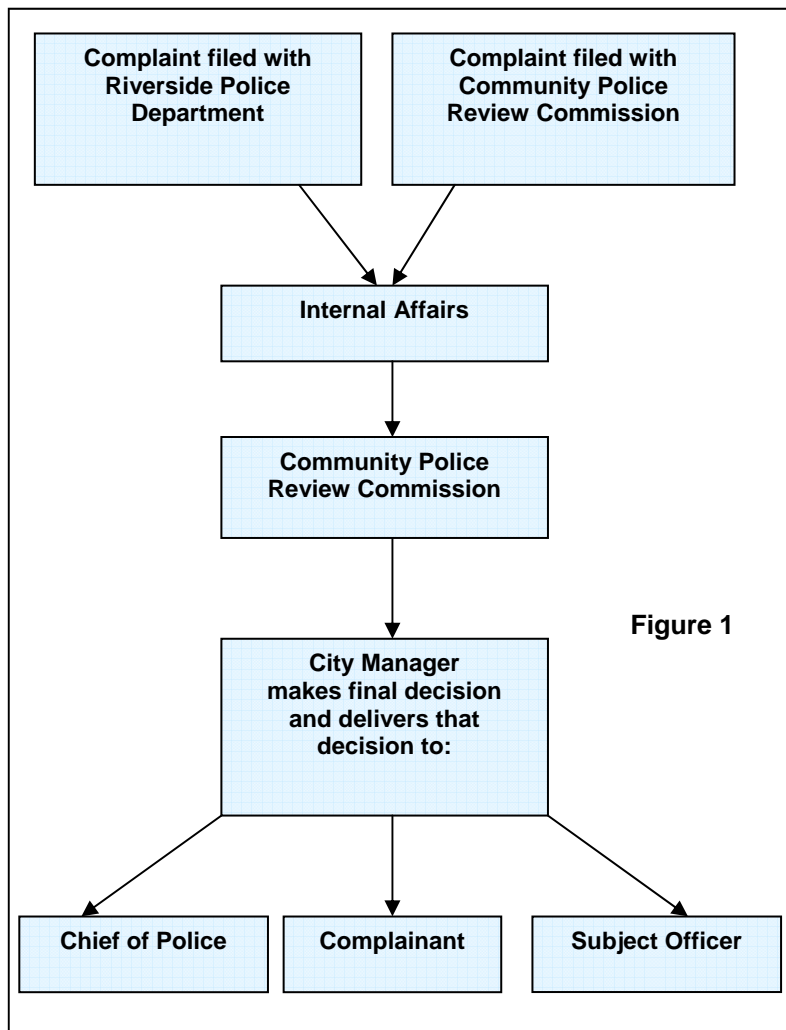 Complaint filed with
Riverside Police
Department
Complaint filed with
Community Police
Review Commission
Internal Affairs
Community Police
Review Commission
Figure 1
City Manager
makes final decision
and delivers that
decision to:
Chief of Police
Complainant
Subject Officer